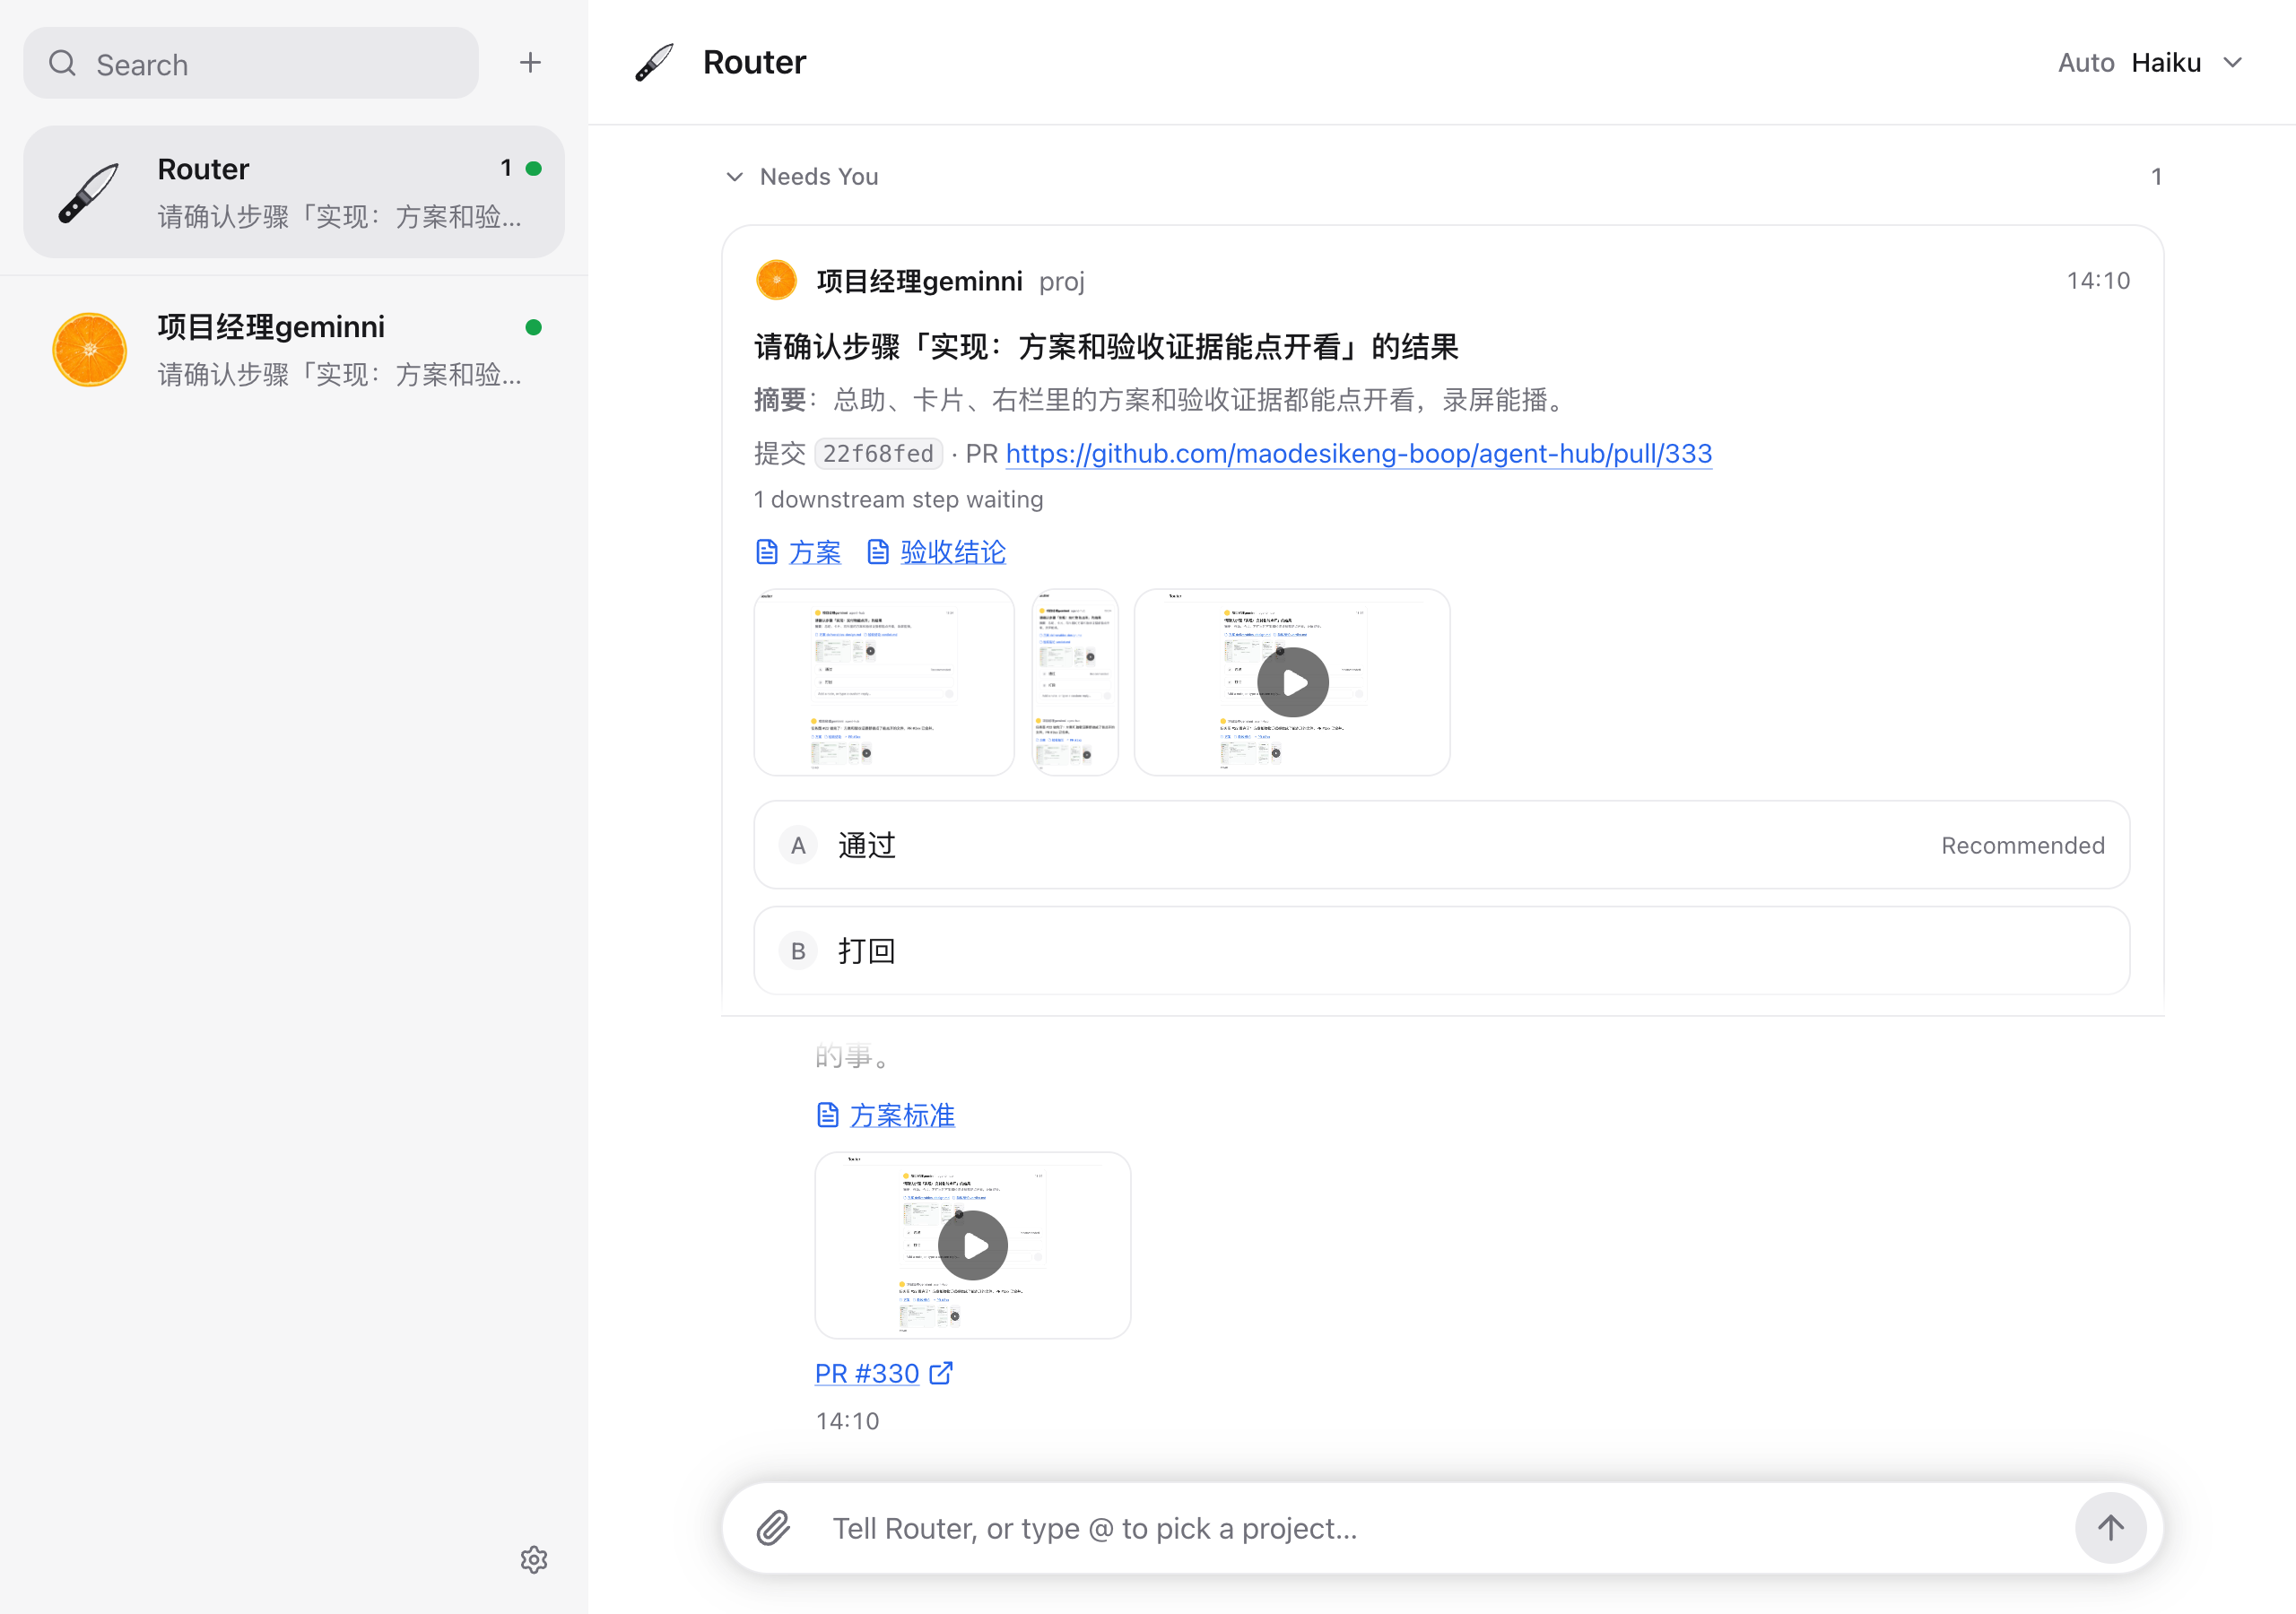 Search
Router
1
请确认步骤「实现：方案和验...
项目经理geminni
请确认步骤「实现：方案和验...
Router
Auto Haiku
Needs You
1
项目经理geminni proj
14:10
请确认步骤「实现：方案和验收证据能点开看」的结果
摘要：总助、卡片、右栏里的方案和验收证据都能点开看，录屏能播。
提交 22f68fed · PR https://github.com/maodesikeng-boop/agent-hub/pull/333
1 downstream step waiting
方案 验收结论
A 通过 Recommended
B 打回
的事。
方案标准
PR #330
14:10
Tell Router, or type @ to pick a project...